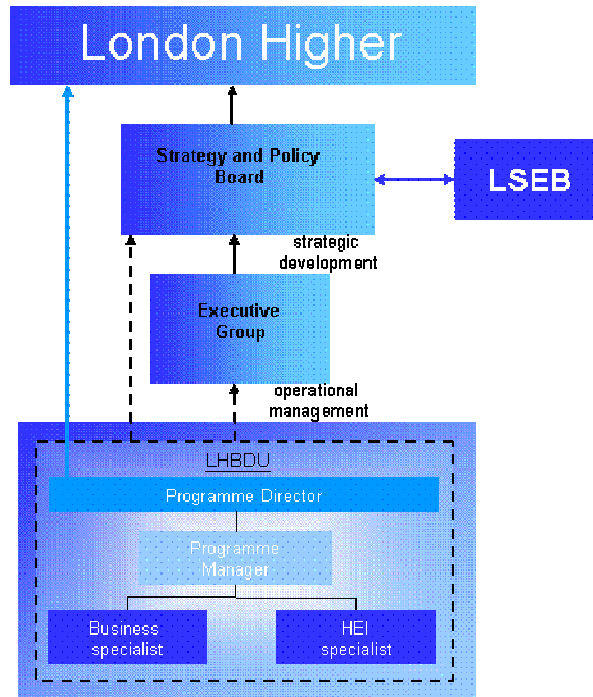 London Higher
Strategy and Policy
Board
LSEB
strategic
development
Executive
Group
operational
management
LHBDU
Programme Director
Programme
Manager
Business
specialist
HEI
specialist